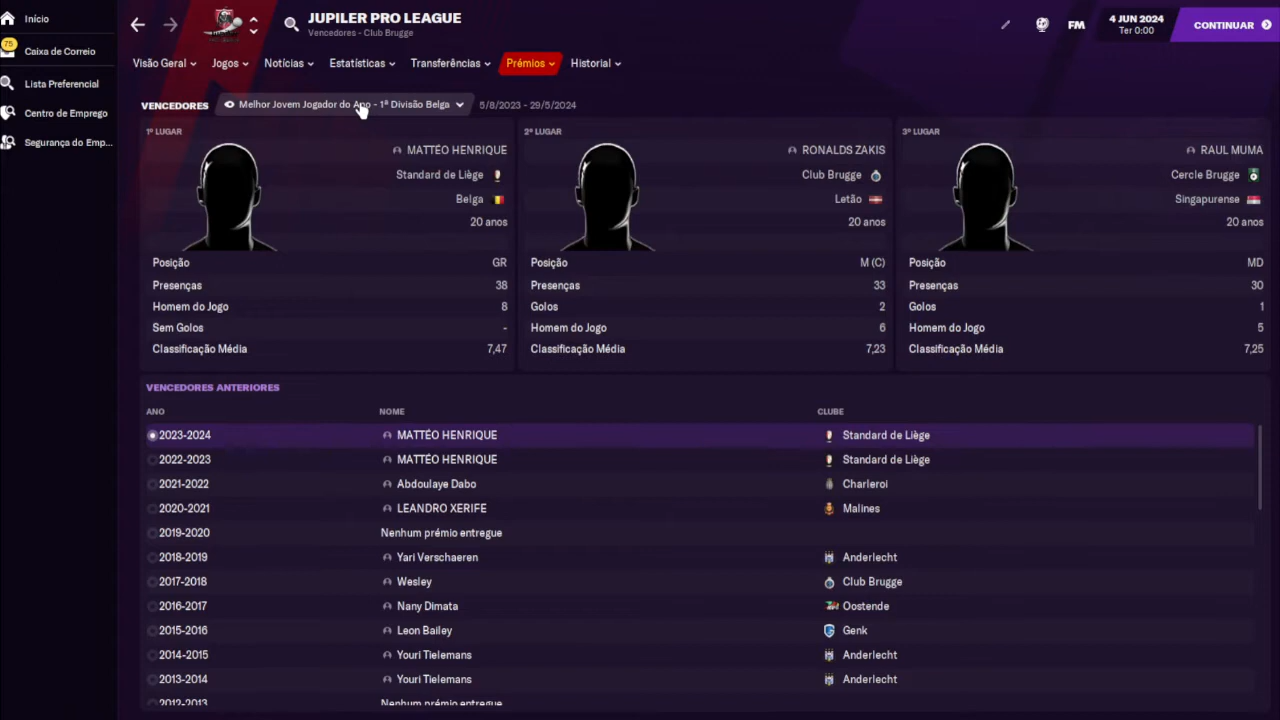 Início
75
Caixa de Correio
Lista Preferencial
Centro de Emprego
Segurança do Emp...
JUPILER PRO LEAGUE
Vencedores - Club Brugge
FM
4 JUN 2024
Ter 0:00
CONTINUAR
Visão Geral
Jogos
Notícias
Estatísticas
Transferências
Prémios
Historial
VENCEDORES
Melhor Jovem Jogador do Ano - 1ª Divisão Belga
5/8/2023 - 29/5/2024
1º LUGAR
MATTÉO HENRIQUE
Standard de Liège
Belga
20 anos
Posição GR
Presenças 38
Homem do Jogo 8
Sem Golos -
Classificação Média 7,47
2º LUGAR
RONALDS ZAKIS
Club Brugge
Letão
20 anos
Posição M (C)
Presenças 33
Golos 2
Homem do Jogo 6
Classificação Média 7,23
3º LUGAR
RAUL MUMA
Cercle Brugge
Singapurense
20 anos
Posição MD
Presenças 30
Golos 1
Homem do Jogo 5
Classificação Média 7,25
VENCEDORES ANTERIORES
ANO NOME CLUBE
2023-2024 MATTÉO HENRIQUE Standard de Liège
2022-2023 MATTÉO HENRIQUE Standard de Liège
2021-2022 Abdoulaye Dabo Charleroi
2020-2021 LEANDRO XERIFE Malines
2019-2020 Nenhum prémio entregue
2018-2019 Yari Verschaeren Anderlecht
2017-2018 Wesley Club Brugge
2016-2017 Nany Dimata Oostende
2015-2016 Leon Bailey Genk
2014-2015 Youri Tielemans Anderlecht
2013-2014 Youri Tielemans Anderlecht
2012-2013 Nenhum prémio entregue